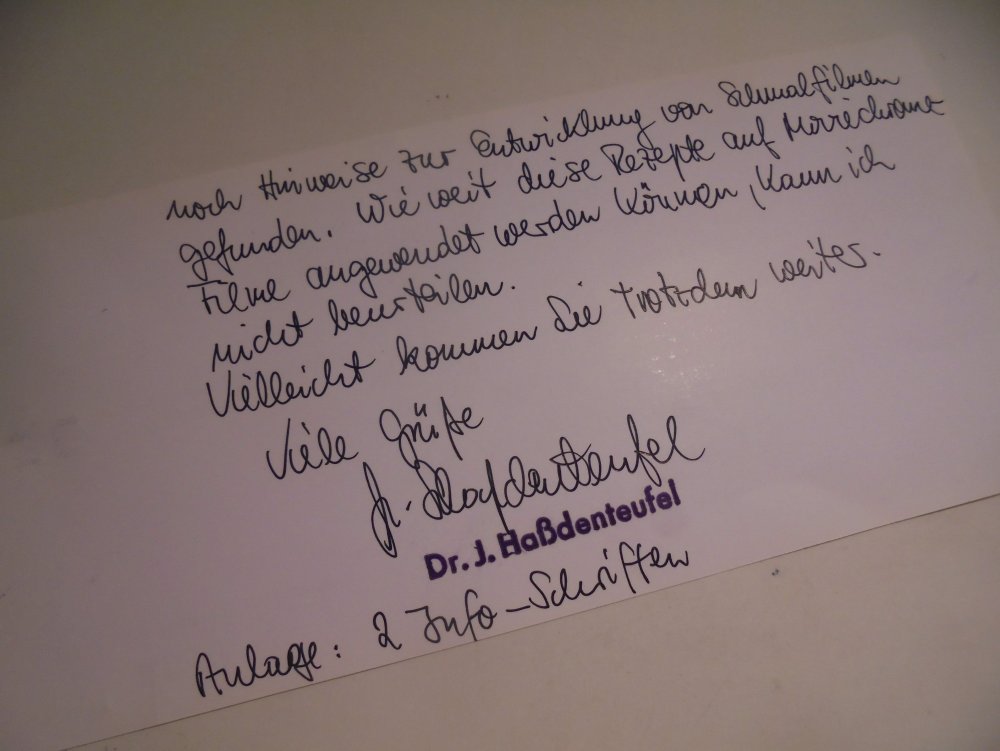 noch Hinweise zur Entwicklung von Schmalfilmen
gefunden. Wie weit diese Rezepte auf Moviechrome
Filme angewendet werden können, kann ich
nicht beurteilen.
Vielleicht kommen Sie trotzdem weiter.
Viele Grüße
J. Haßdenteufel
Dr. J. Haßdenteufel
Anlage: 2 Info-Schriften